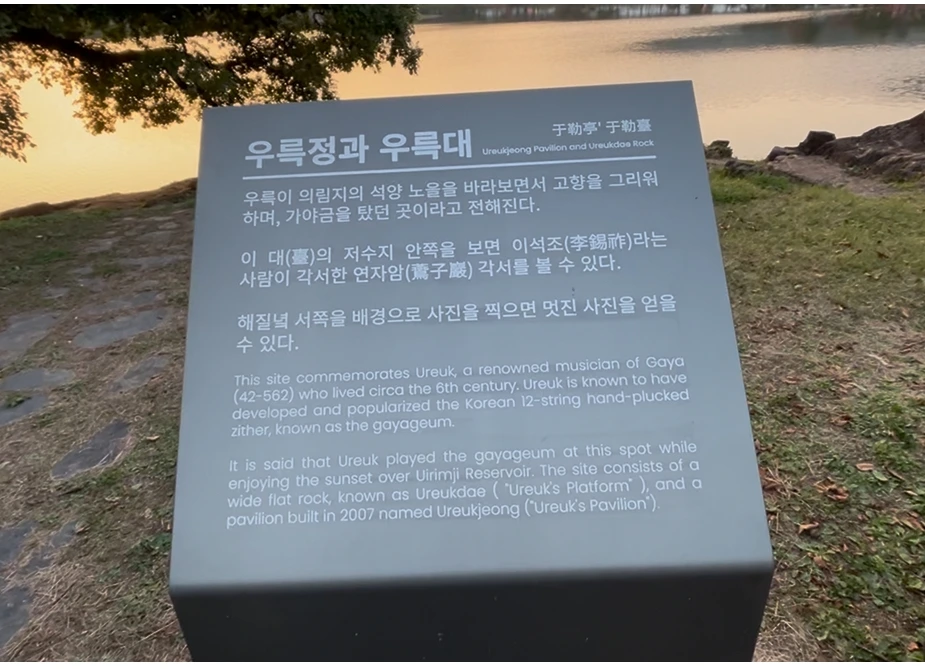 우륵정과 우륵대
于勒亭' 于勒臺
Ureukjeong Pavilion and Ureukdae Rock
우륵이 의림지의 석양 노을을 바라보면서 고향을 그리워
하며, 가야금을 탔던 곳이라고 전해진다.
이 대(臺)의 저수지 안쪽을 보면 이석조(李錫祚)라는
사람이 각서한 연자암(鷰子巖) 각서를 볼 수 있다.
해질녘 서쪽을 배경으로 사진을 찍으면 멋진 사진을 얻을
수 있다.
This site commemorates Ureuk, a renowned musician of Gaya
(42-562) who lived circa the 6th century. Ureuk is known to have
developed and popularized the Korean 12-string hand-plucked
zither, known as the gayageum.
It is said that Ureuk played the gayageum at this spot while
enjoying the sunset over Uirimji Reservoir. The site consists of a
wide flat rock, known as Ureukdae ( "Ureuk's Platform" ), and a
pavilion built in 2007 named Ureukjeong ("Ureuk's Pavilion").